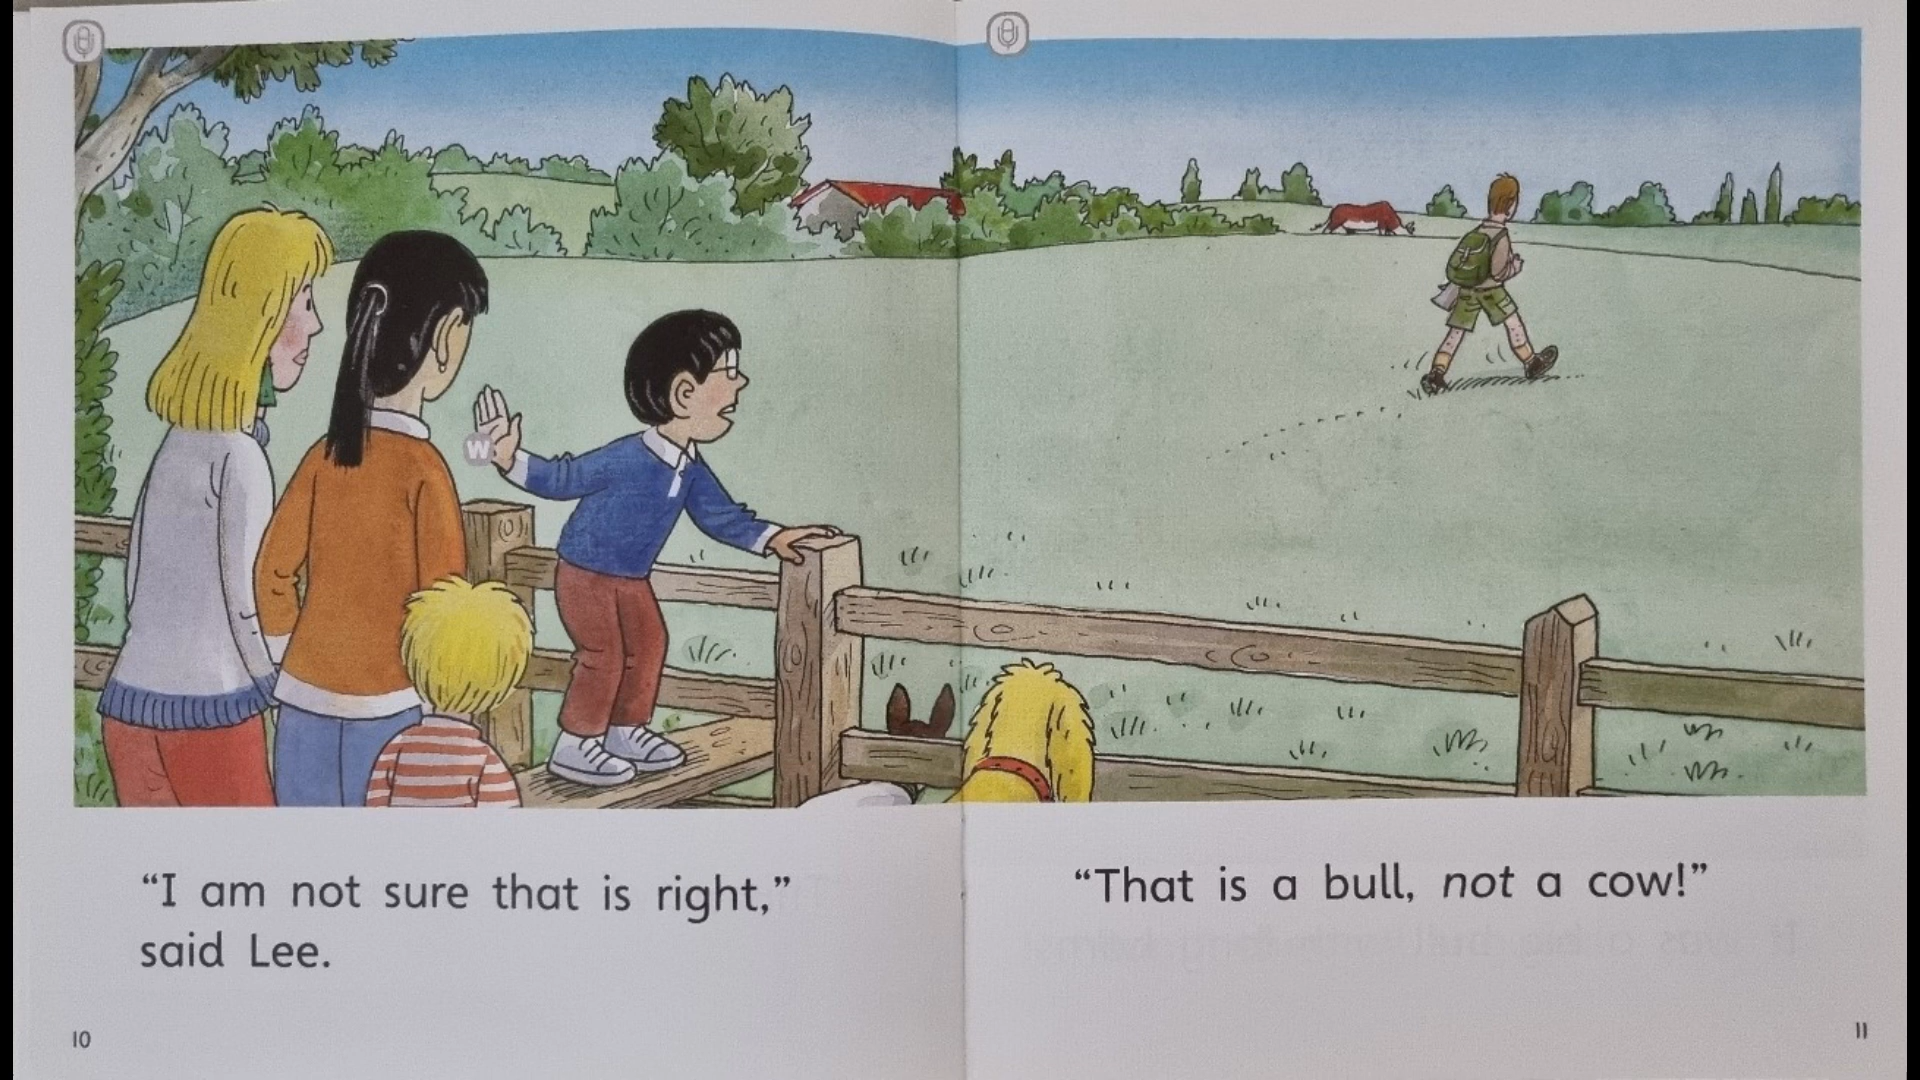 “I am not sure that is right,”
said Lee.
“That is a bull, not a cow!”
10
11
W